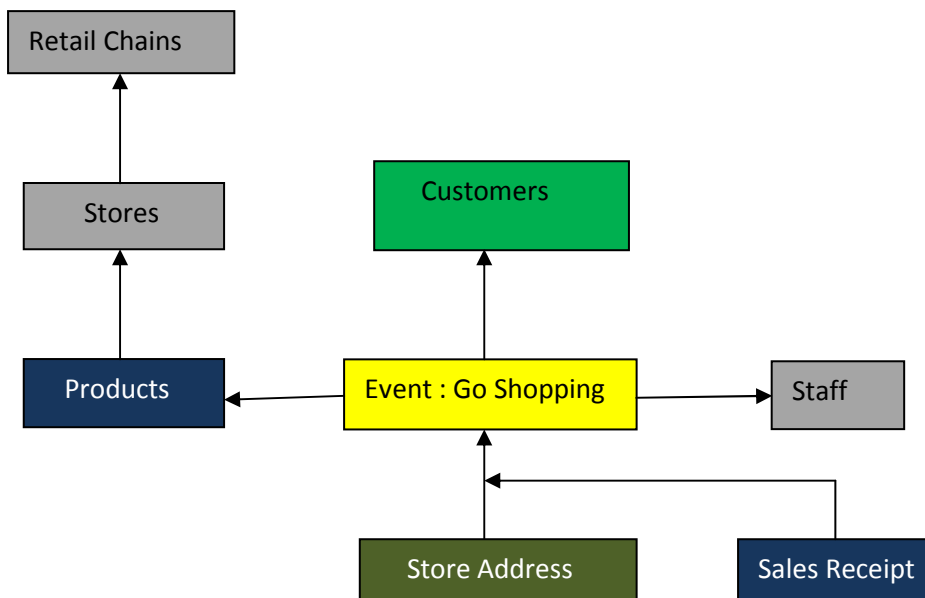 Retail Chains
Stores
Customers
Products
Event : Go Shopping
Staff
Store Address
Sales Receipt